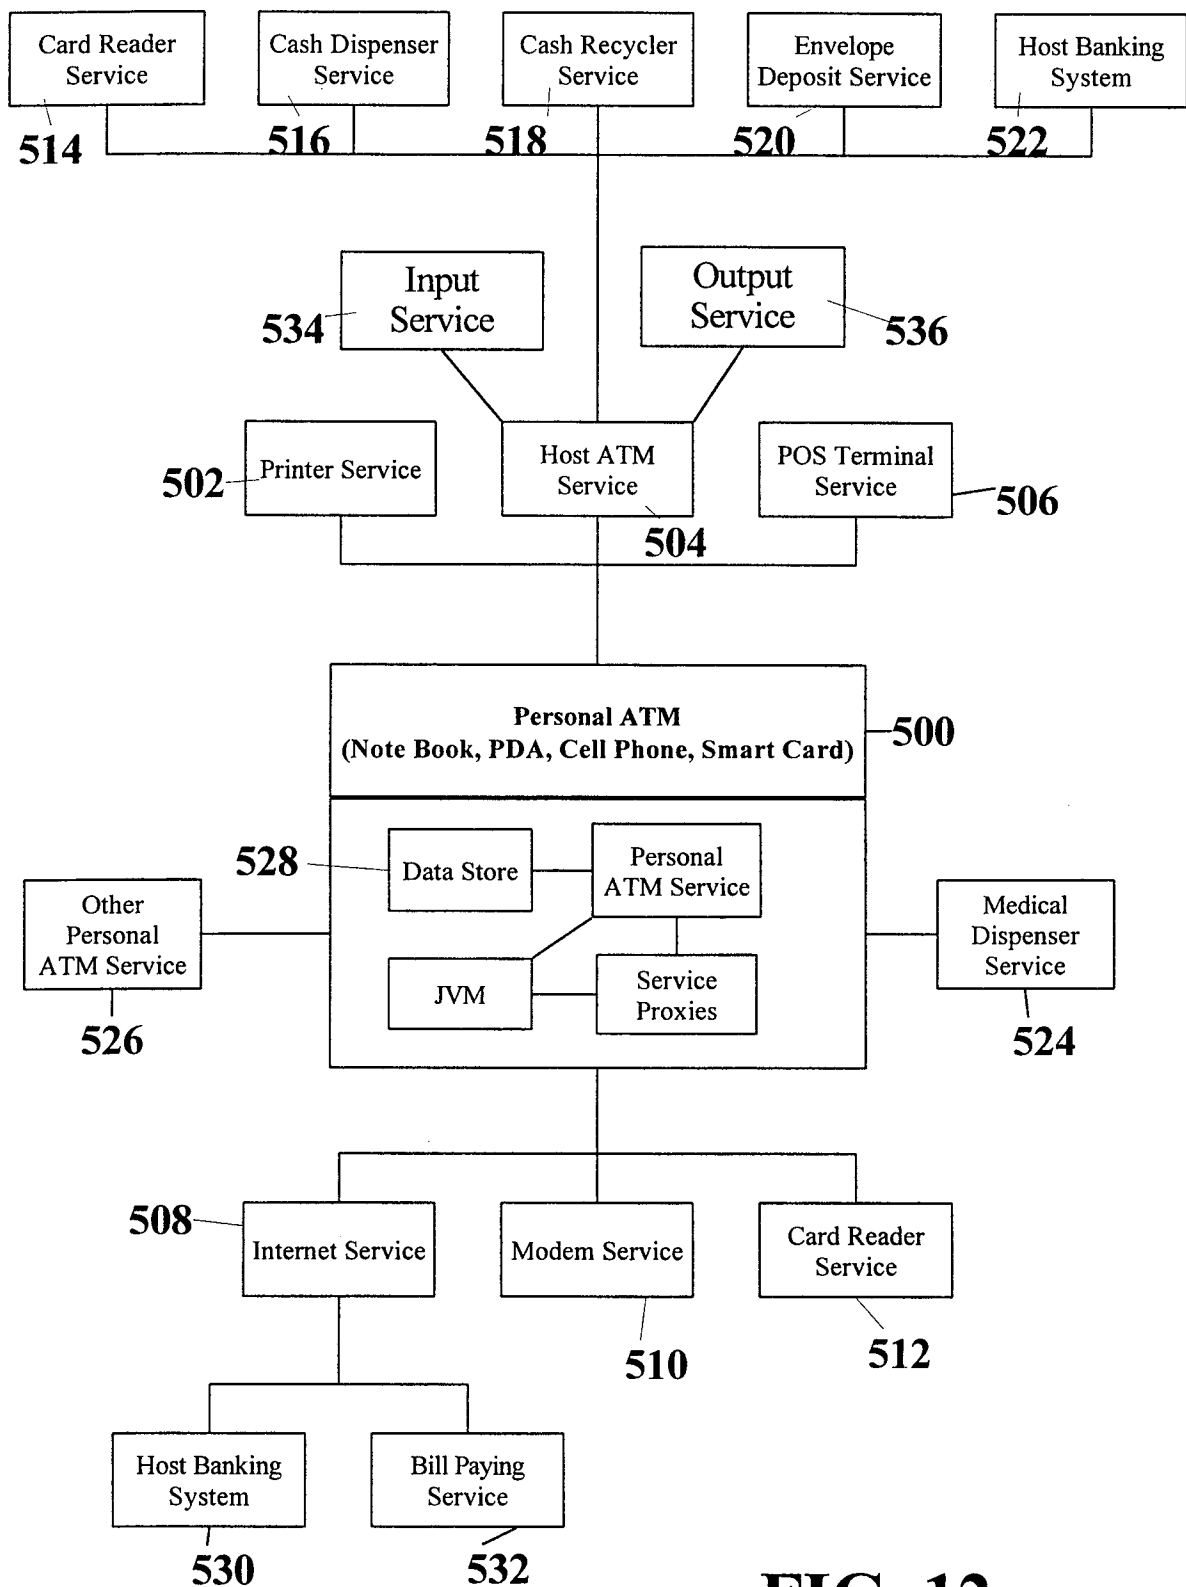 Card Reader
Service
Cash Dispenser
Service
Cash Recycler
Service
Envelope
Deposit Service
Host Banking
System
514
516
518
520
522
Input
Service
Output
Service
534
536
Printer Service
Host ATM
Service
POS Terminal
Service
502
504
506
Personal ATM
(Note Book, PDA, Cell Phone, Smart Card)
500
528
Data Store
Personal
ATM Service
JVM
Service
Proxies
Other
Personal
ATM Service
526
Medical
Dispenser
Service
524
508
Internet Service
Modem Service
Card Reader
Service
510
512
Host Banking
System
Bill Paying
Service
530
532